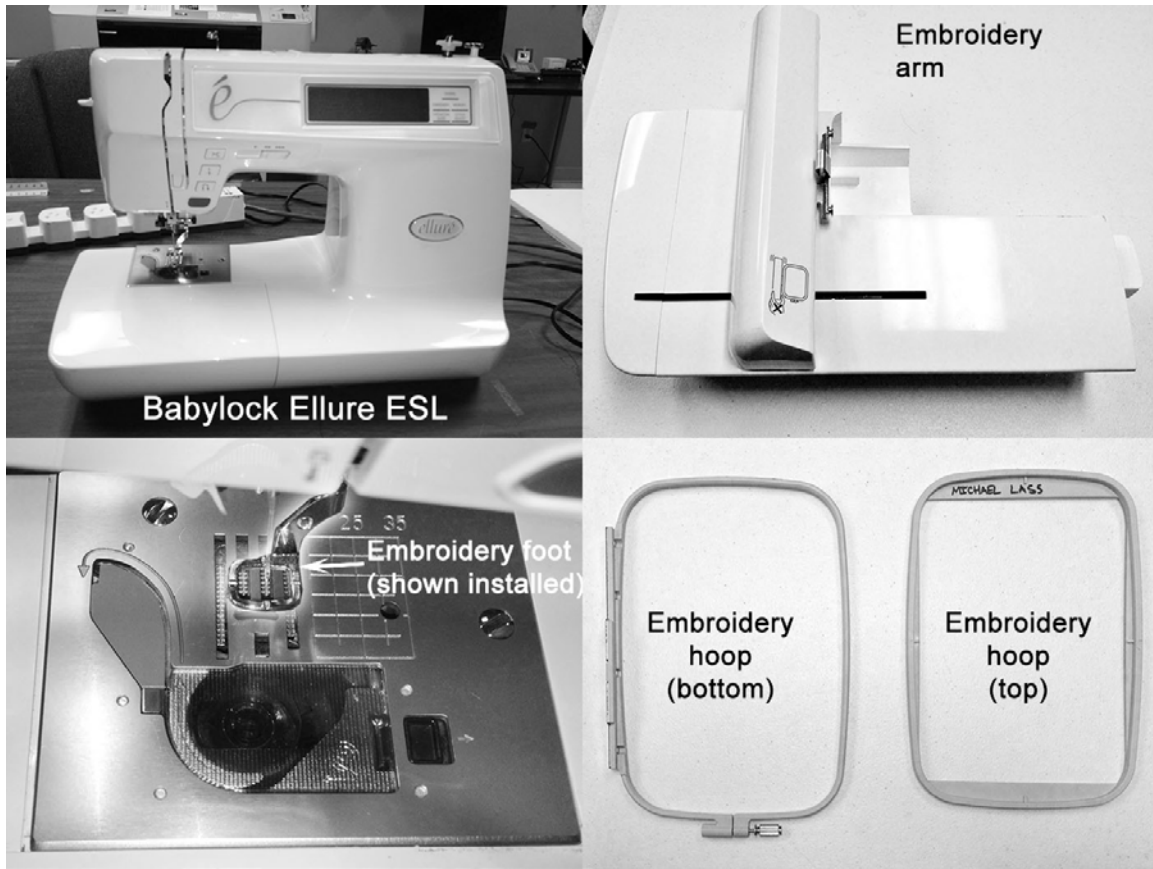 é
ellure
Babylock Ellure ESL
Embroidery
arm
25 35
Embroidery foot
(shown installed)
Embroidery
hoop
(bottom)
MICHAEL LASS
Embroidery
hoop
(top)